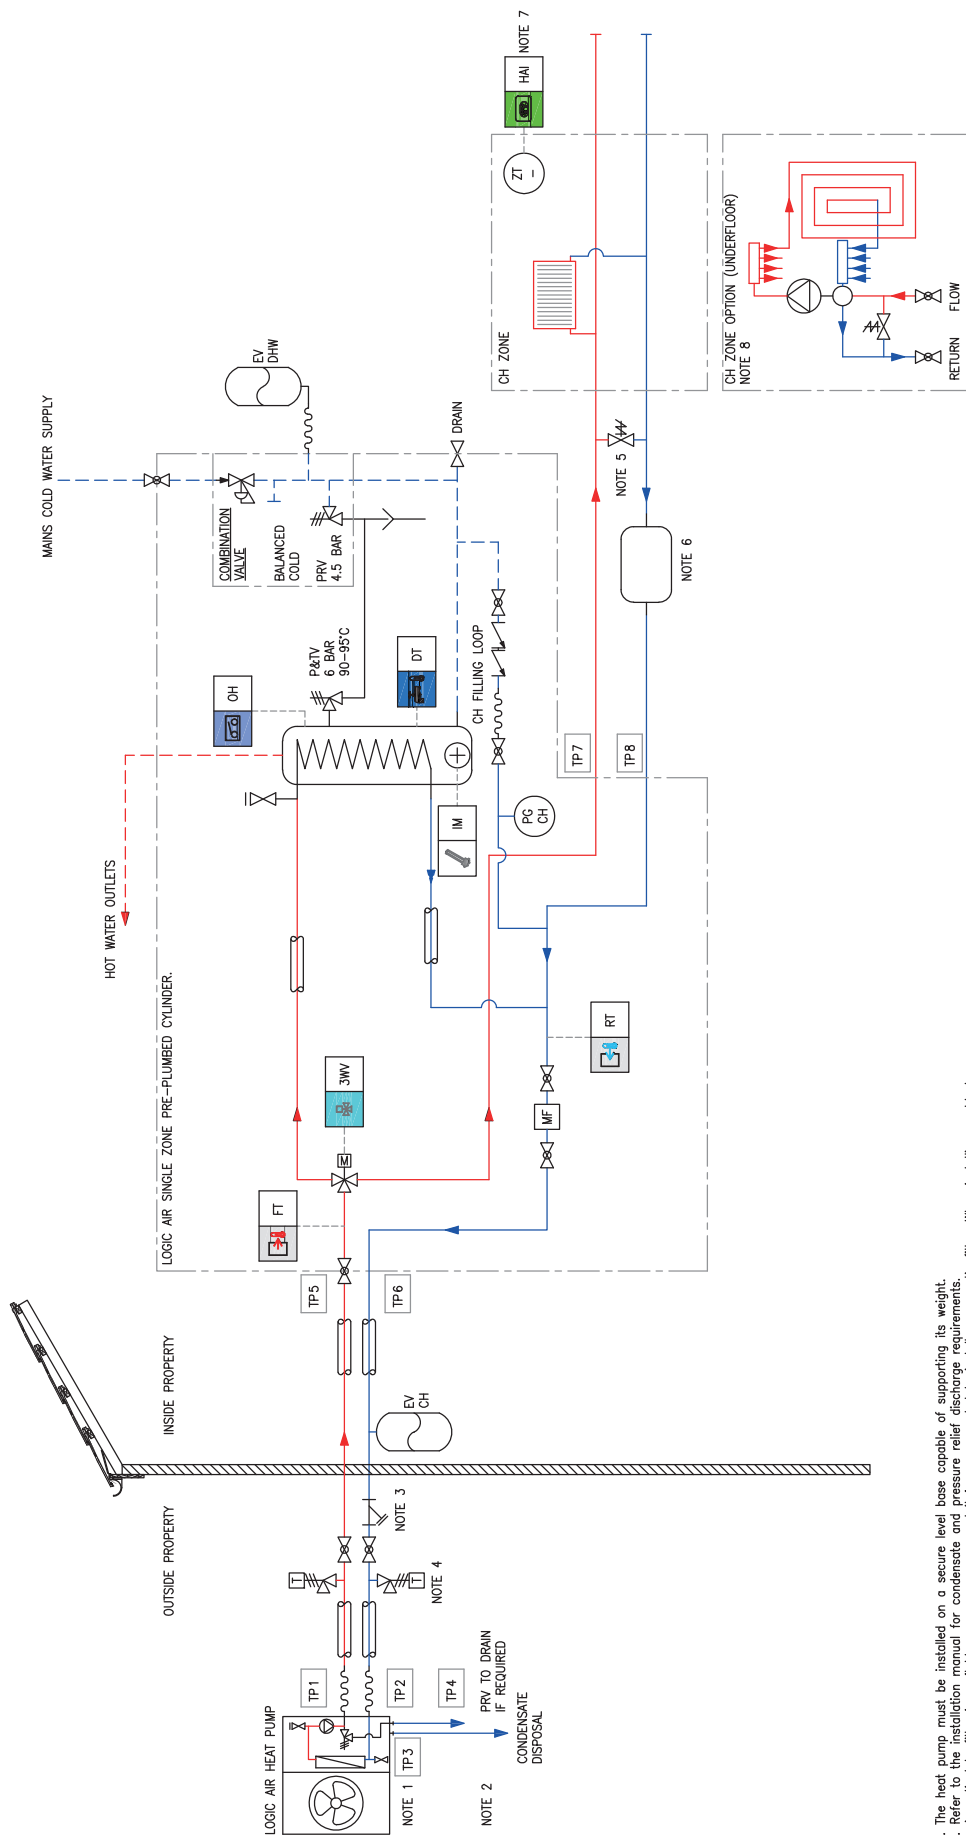 LOGIC AIR HEAT PUMP
NOTE 1
NOTE 2
TP1
TP2
TP3
TP4
PRV TO DRAIN
IF REQUIRED
CONDENSATE
DISPOSAL
OUTSIDE PROPERTY
T
T
NOTE 4
NOTE 3
INSIDE PROPERTY
EV
CH
TP5
TP6
LOGIC AIR SINGLE ZONE PRE-PLUMBED CYLINDER.
FT
M
3WV
MF
RT
HOT WATER OUTLETS
IM
PG
CH
OH
DT
P&TV
6 BAR
90-95°C
CH FILLING LOOP
TP7
TP8
MAINS COLD WATER SUPPLY
COMBINATION
VALVE
BALANCED
COLD
PRV
4.5 BAR
EV
DHW
DRAIN
NOTE 5
NOTE 6
CH ZONE
ZT
HAI
NOTE 7
CH ZONE OPTION (UNDERFLOOR)
NOTE 8
RETURN
FLOW
. The heat pump must be installed on a secure level base capable of supporting its weight.
. Refer to the installation manual for condensate and pressure relief discharge requirements.